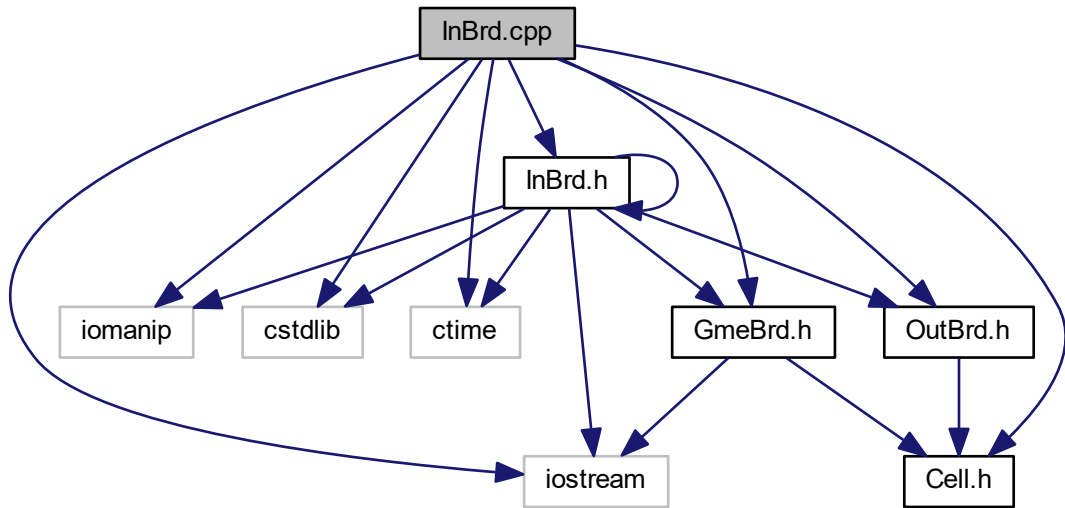 InBrd.cpp
InBrd.h
iomanip
cstdlib
ctime
GmeBrd.h
OutBrd.h
iostream
Cell.h